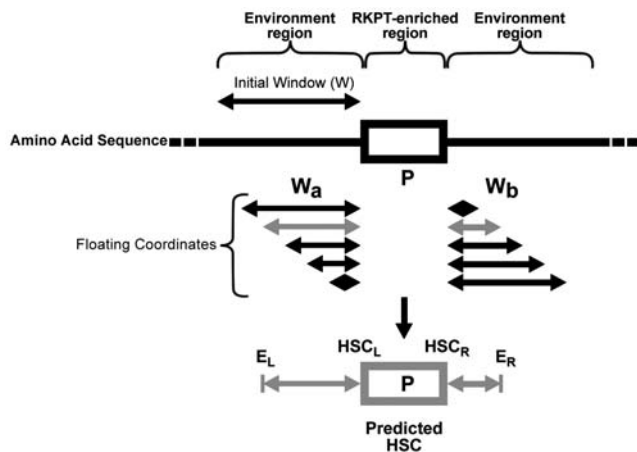 Environment region
RKPT-enriched region
Environment region
Initial Window (W)
Amino Acid Sequence
P
Wa
Wb
Floating Coordinates
EL
HSCL
HSCR
ER
P
Predicted
HSC